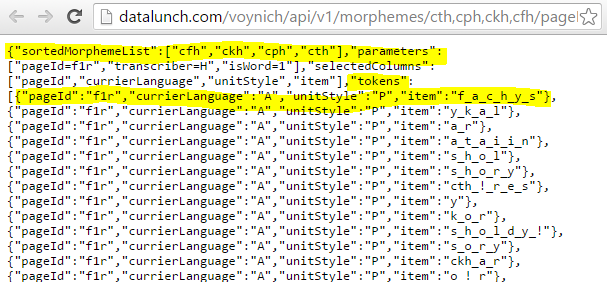 datalunch.com/voynich/api/v1/morphemes/cth,cph,ckh,cfh/pageI
{"sortedMorphemeList":["cfh","ckh","cph","cth"],"parameters":
["pageId=f1r","transcriber=H","isWord=1"],"selectedColumns":
["pageId","currierLanguage","unitStyle","item"],"tokens":
[{"pageId":"f1r","currierLanguage":"A","unitStyle":"P","item":"f_a_c_h_y_s"},
{"pageId":"f1r","currierLanguage":"A","unitStyle":"P","item":"y_k_a_l"},
{"pageId":"f1r","currierLanguage":"A","unitStyle":"P","item":"a_r"},
{"pageId":"f1r","currierLanguage":"A","unitStyle":"P","item":"a_t_a_i_i_n"},
{"pageId":"f1r","currierLanguage":"A","unitStyle":"P","item":"s_h_o_l"},
{"pageId":"f1r","currierLanguage":"A","unitStyle":"P","item":"s_h_o_r_y"},
{"pageId":"f1r","currierLanguage":"A","unitStyle":"P","item":"cth_!_r_e_s"},
{"pageId":"f1r","currierLanguage":"A","unitStyle":"P","item":"y"},
{"pageId":"f1r","currierLanguage":"A","unitStyle":"P","item":"k_o_r"},
{"pageId":"f1r","currierLanguage":"A","unitStyle":"P","item":"s_h_o_l_d_y_!"},
{"pageId":"f1r","currierLanguage":"A","unitStyle":"P","item":"s_o_r_y"},
{"pageId":"f1r","currierLanguage":"A","unitStyle":"P","item":"ckh_a_r"},
{"pageId":"f1r","currierLanguage":"A","unitStyle":"P","item":"o_!_r"},